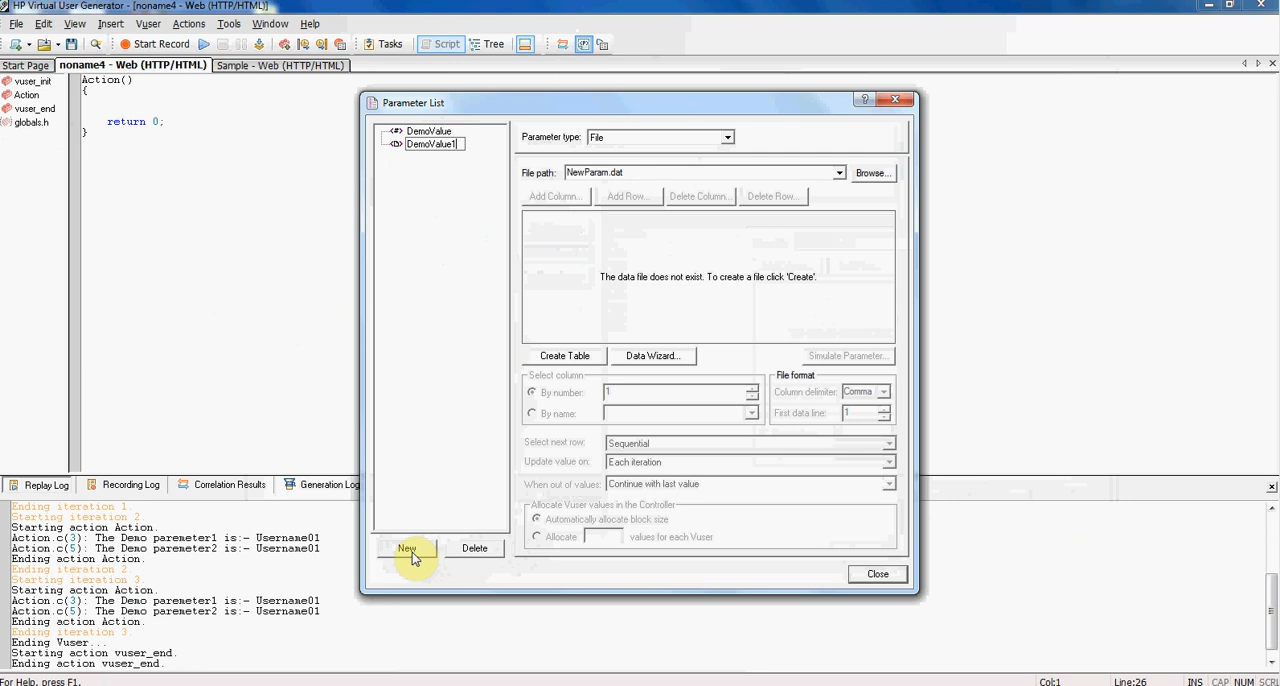 HP Virtual User Generator - [noname4 - Web (HTTP/HTML)]
File Edit View Insert Vuser Actions Tools Window Help
Start Record Tasks Script Tree
Start Page noname4 - Web (HTTP/HTML) Sample - Web (HTTP/HTML)
vuser_init
Action
vuser_end
globals.h
Action()
{
return 0;
}
Parameter List
DemoValue
DemoValue1
New Delete
Parameter type: File
File path: NewParam.dat Browse...
Add Column... Add Row... Delete Column... Delete Row...
The data file does not exist. To create a file click 'Create'.
Create Table Data Wizard... Simulate Parameter...
Select column
By number: 1
By name:
File format
Column delimiter: Comma
First data line: 1
Select next row: Sequential
Update value on: Each iteration
When out of values: Continue with last value
Allocate Vuser values in the Controller
Automatically allocate block size
Allocate values for each Vuser
Close
Replay Log Recording Log Correlation Results Generation Log
Ending iteration 1.
Starting iteration 2.
Starting action Action.
Action.c(3): The Demo paremeter1 is:- Username01
Action.c(5): The Demo paremeter2 is:- Username01
Ending action Action.
Ending iteration 2.
Starting iteration 3.
Starting action Action.
Action.c(3): The Demo paremeter1 is:- Username01
Action.c(5): The Demo paremeter2 is:- Username01
Ending action Action.
Ending iteration 3.
Ending Vuser...
Starting action vuser_end.
Ending action vuser_end.
For Help, press F1. Col:1 Line:26 INS CAP NUM SCRL